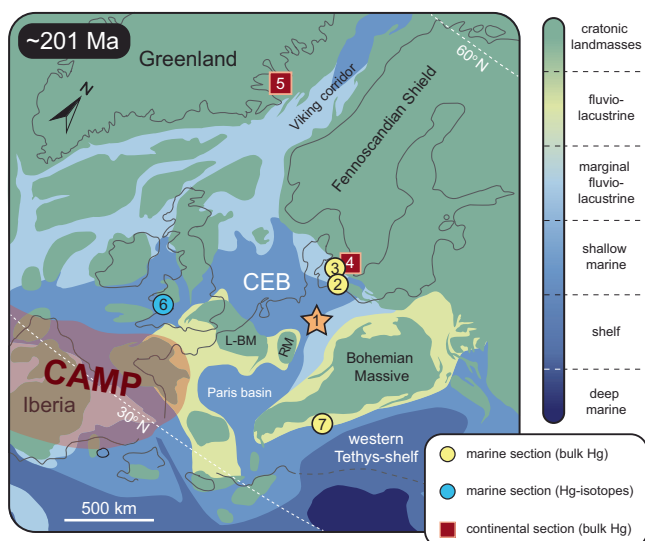 ~201 Ma
Greenland
60°N
N
5
Viking corridor
Fennoscandian Shield
4
3
2
CEB
6
1
L-BM
RM
Bohemian
Massive
CAMP
Paris basin
Iberia
30°N
7
western
Tethys-shelf
500 km
cratonic
landmasses
fluvio-
lacustrine
marginal
fluvio-
lacustrine
shallow
marine
shelf
deep
marine
marine section (bulk Hg)
marine section (Hg-isotopes)
continental section (bulk Hg)